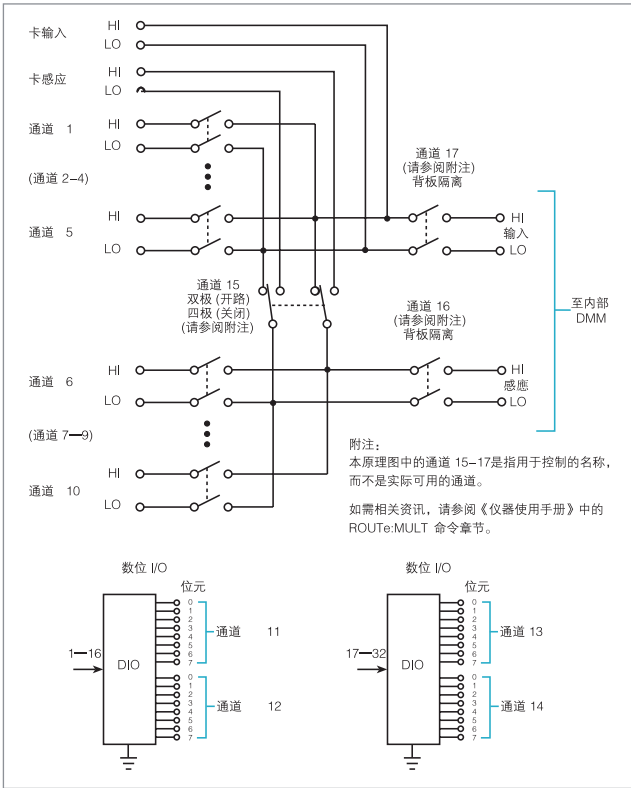 卡输入 HI
LO
卡感应 HI
LO
通道 1 HI
LO
(通道 2–4)
通道 5 HI
LO
通道 17
(请参阅附注)
背板隔离
HI
输入
LO
通道 15
双极 (开路)
四极 (关闭)
(请参阅附注)
通道 16
(请参阅附注)
背板隔离
至内部
DMM
通道 6 HI
LO
HI
感應
LO
(通道 7–9)
通道 10 HI
LO
附注:
本原理图中的通道 15–17是指用于控制的名称,
而不是实际可用的通道。
如需相关资讯, 请参阅《仪器使用手册》中的
ROUTe:MULT 命令章节。
数位 I/O
位元
1–16
DIO
0
1
2
3
4
5
6
7
通道 11
0
1
2
3
4
5
6
7
通道 12
数位 I/O
位元
17–32
DIO
0
1
2
3
4
5
6
7
通道 13
0
1
2
3
4
5
6
7
通道 14